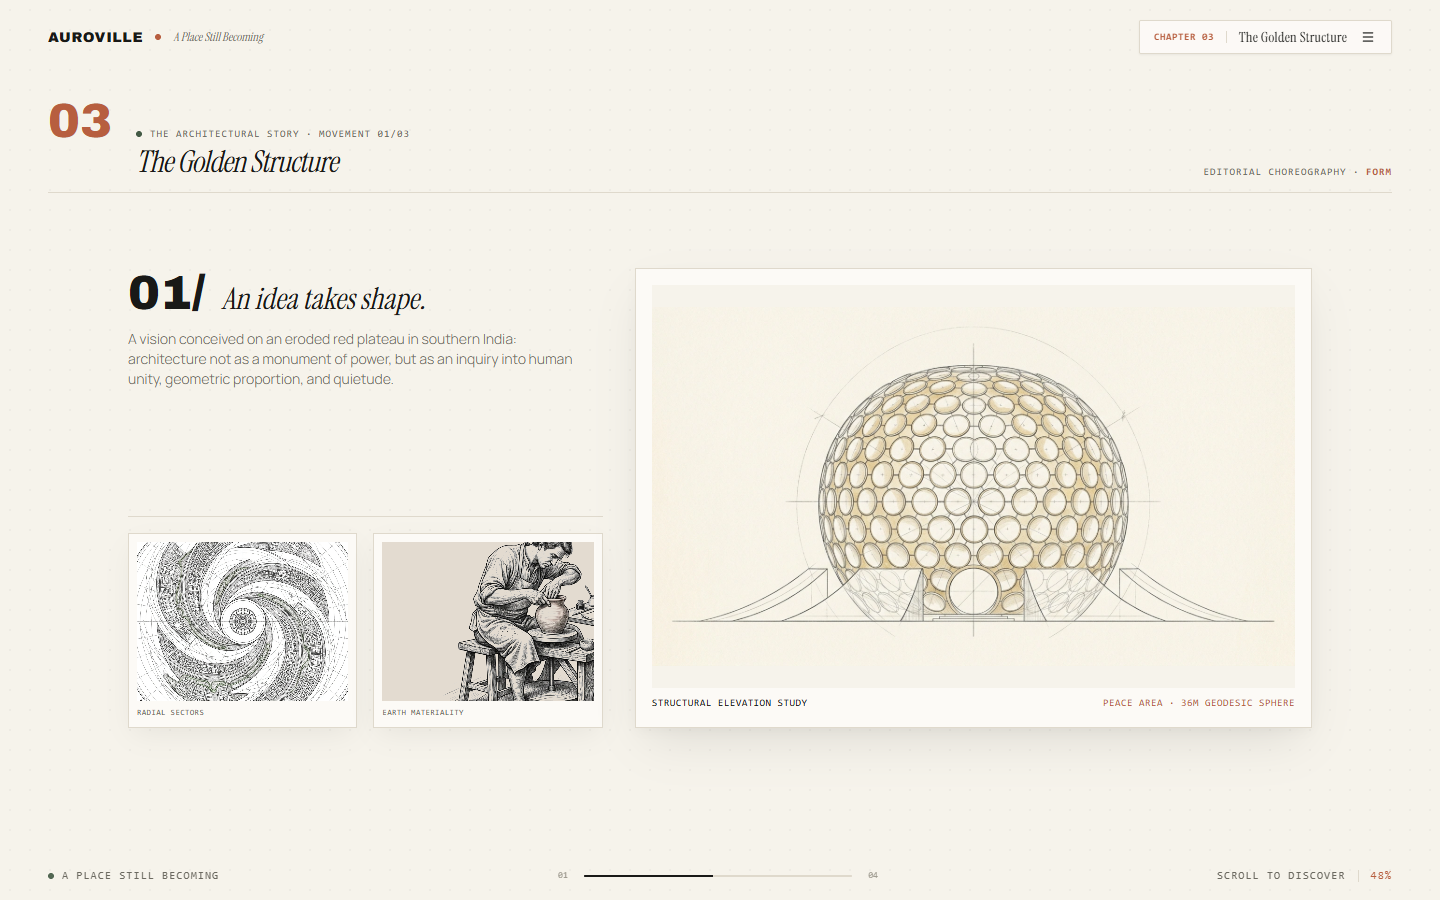 AUROVILLE • A Place Still Becoming
CHAPTER 03 | The Golden Structure
03
THE ARCHITECTURAL STORY · MOVEMENT 01/03
The Golden Structure
EDITORIAL CHOREOGRAPHY · FORM
01/ An idea takes shape.
A vision conceived on an eroded red plateau in southern India:
architecture not as a monument of power, but as an inquiry into human
unity, geometric proportion, and quietude.
RADIAL SECTORS
EARTH MATERIALITY
STRUCTURAL ELEVATION STUDY
PEACE AREA · 36M GEODESIC SPHERE
A PLACE STILL BECOMING
01
04
SCROLL TO DISCOVER | 48%